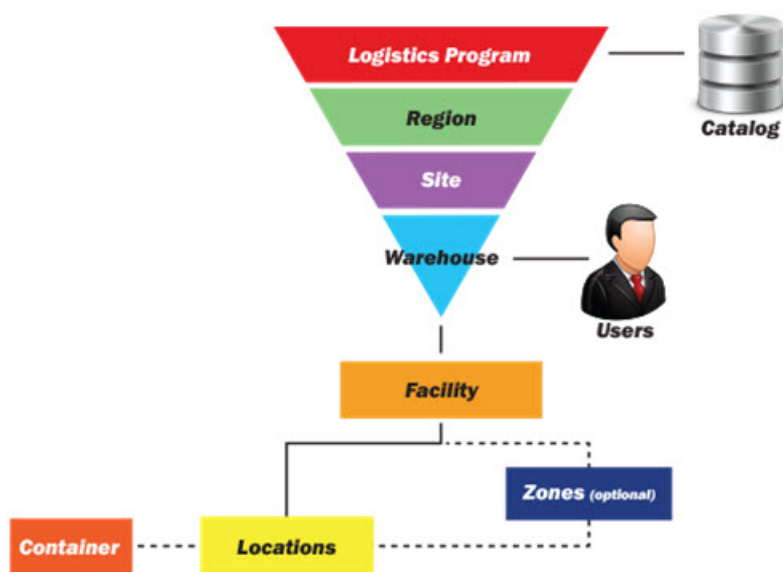 Logistics Program
Catalog
Region
Site
Warehouse
Users
Facility
Zones (optional)
Container
Locations